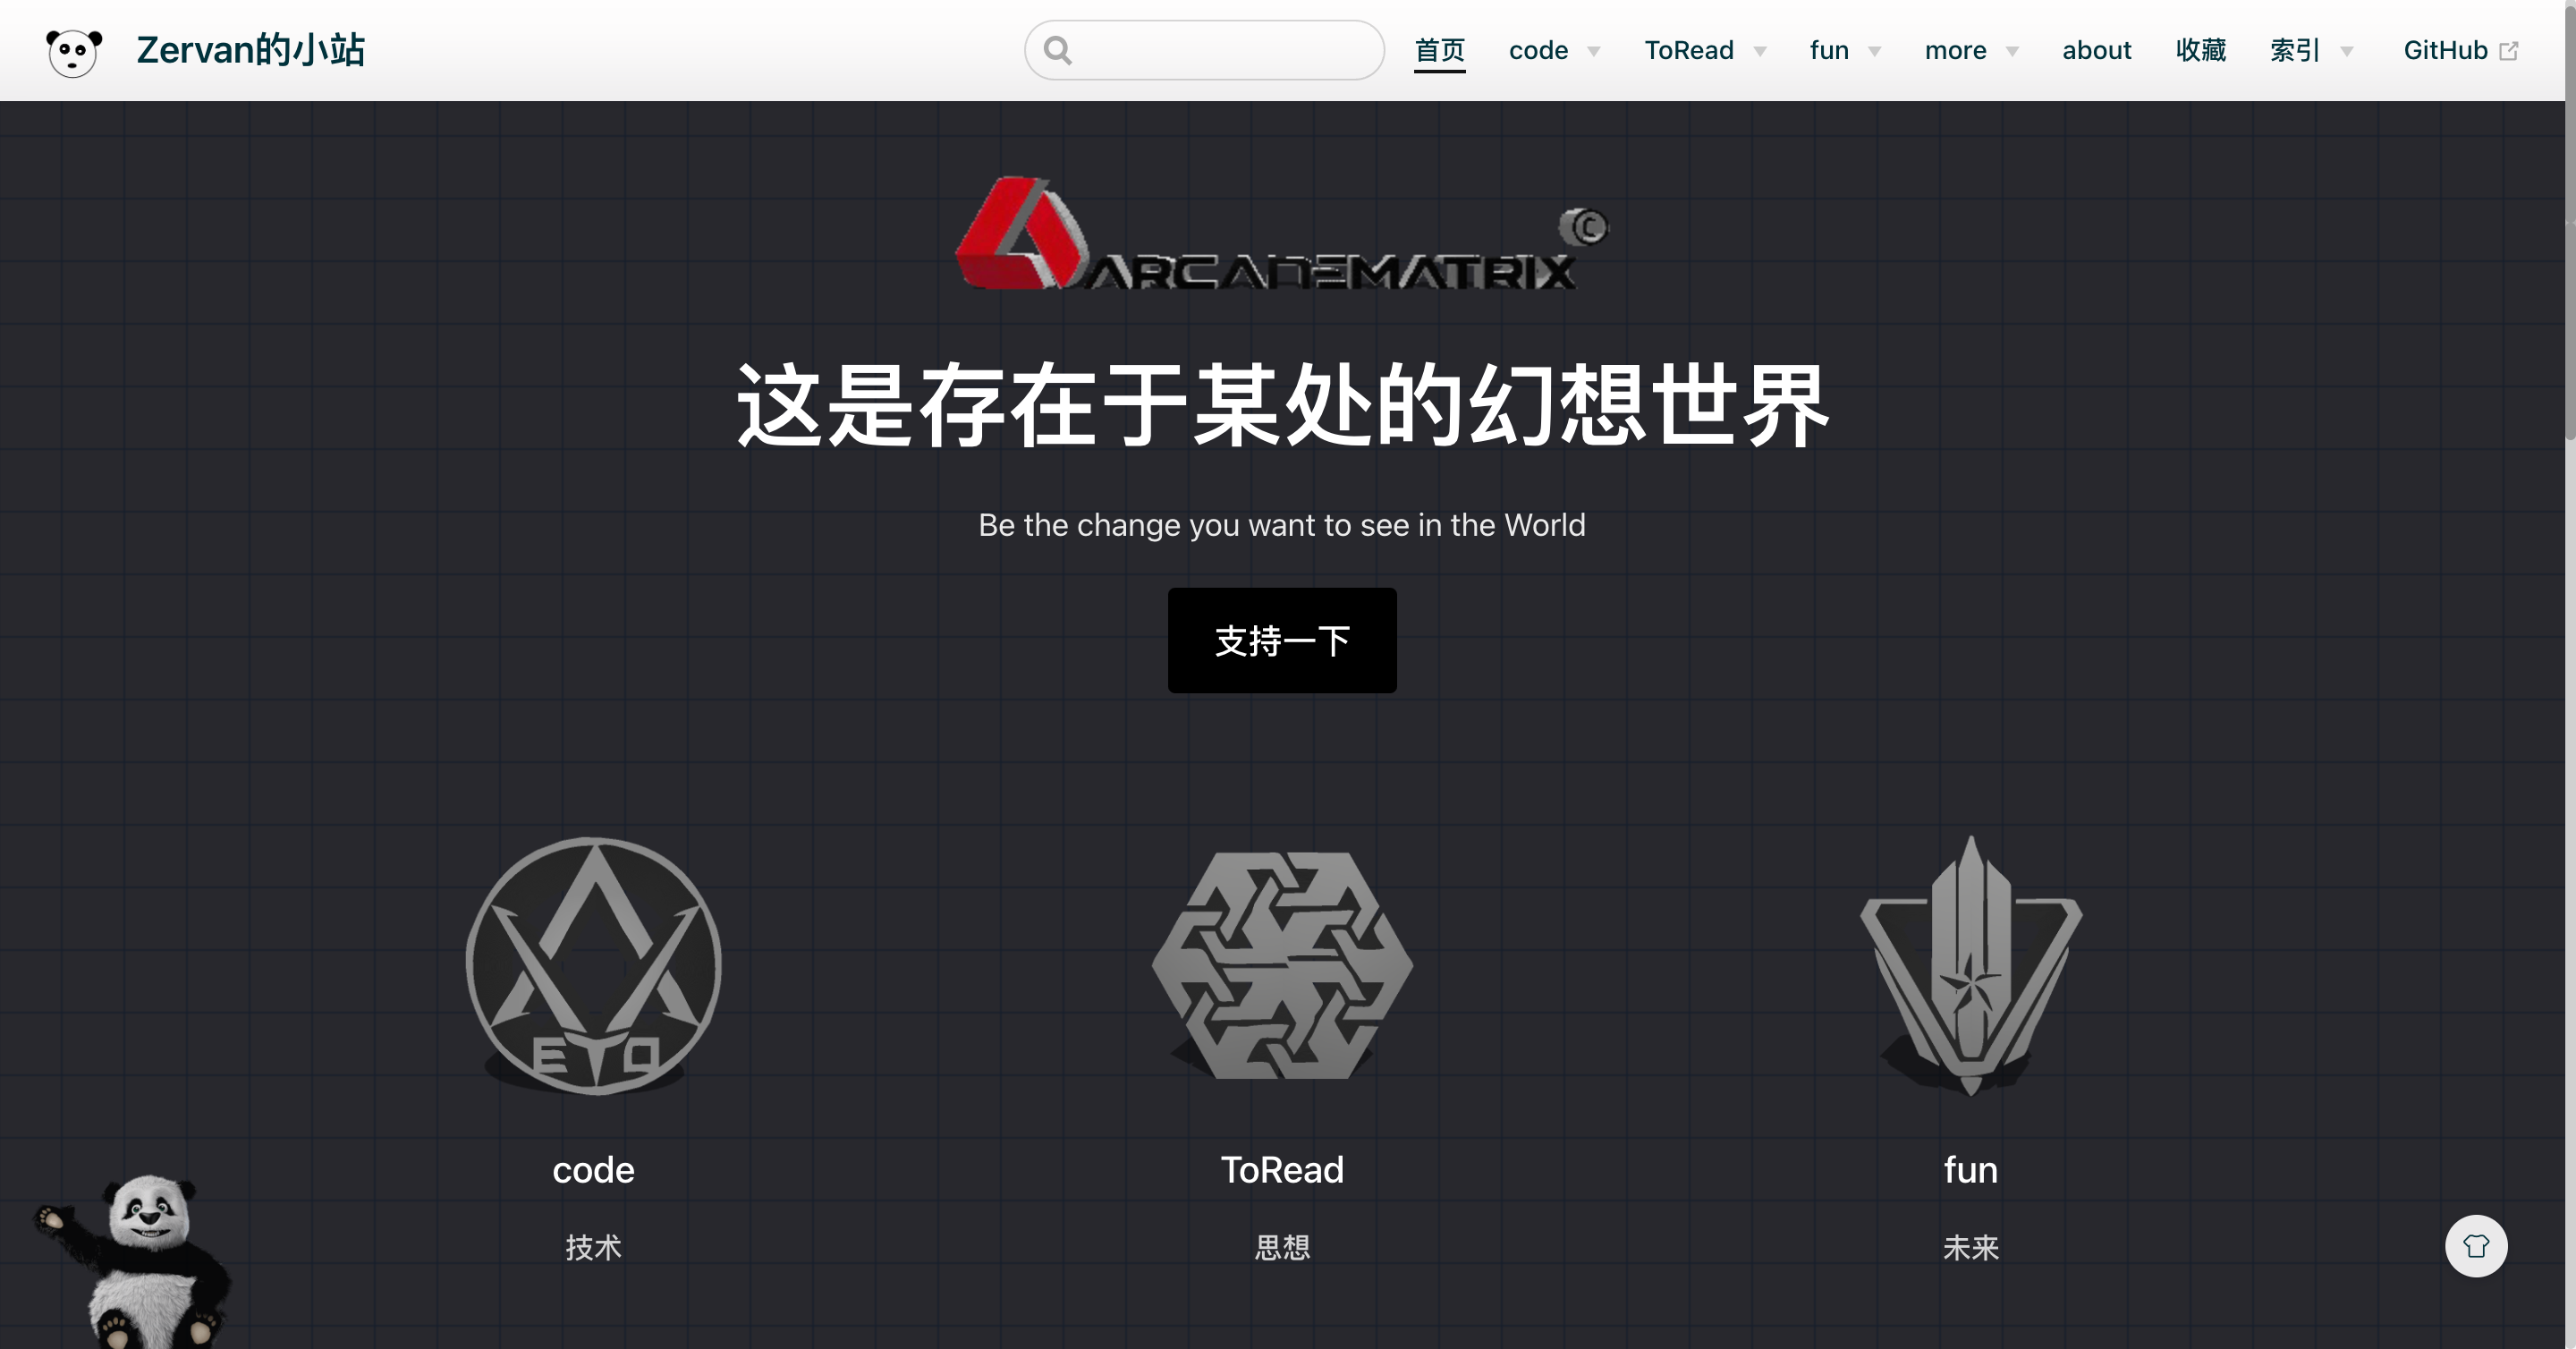 Zervan的小站
首页 code ToRead fun more about 收藏 索引 GitHub
ARCANEMATRIX ©
这是存在于某处的幻想世界
Be the change you want to see in the World
支持一下
ETO
code
ToRead
fun
技术
思想
未来